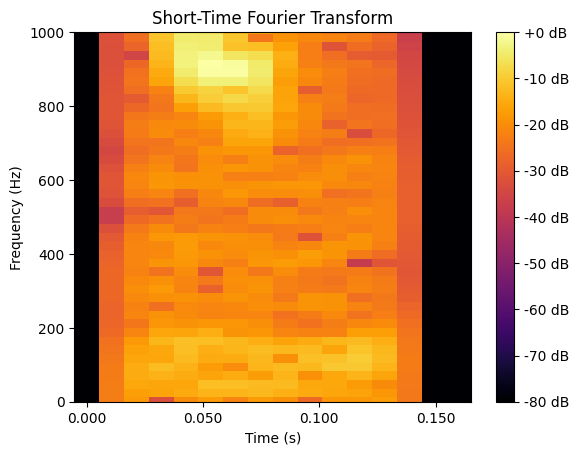 Short-Time Fourier Transform
1000
800
600
400
200
0
Frequency (Hz)
0.000
0.050
0.100
0.150
Time (s)
+0 dB
-10 dB
-20 dB
-30 dB
-40 dB
-50 dB
-60 dB
-70 dB
-80 dB